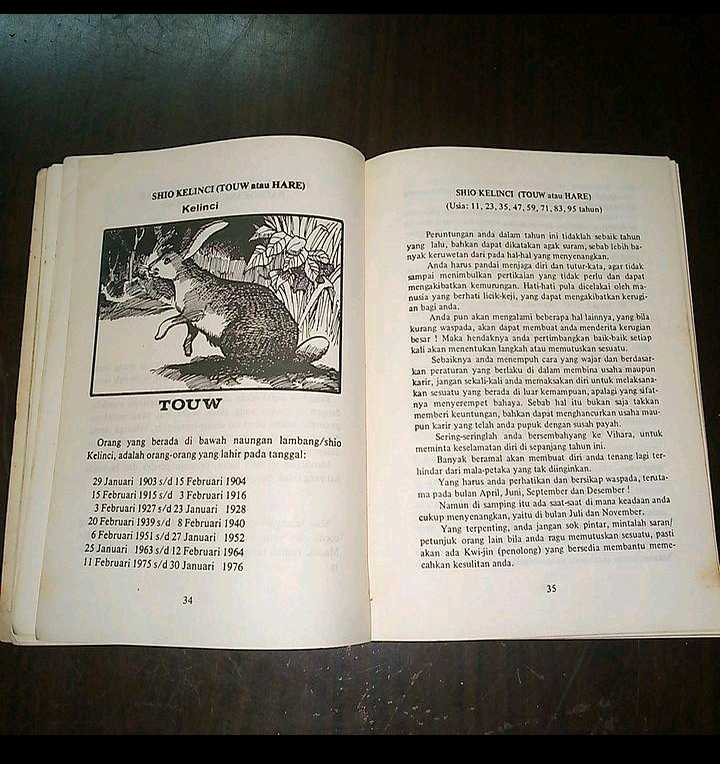 SHIO KELINCI (TOUW atau HARE)
Kelinci
TOUW
Orang yang berada di bawah naungan lambang/shio
Kelinci, adalah orang-orang yang lahir pada tanggal:
29 Januari 1903 s/d 15 Februari 1904
15 Februari 1915 s/d 3 Februari 1916
3 Februari 1927 s/d 23 Januari 1928
20 Februari 1939 s/d 8 Februari 1940
6 Februari 1951 s/d 27 Januari 1952
25 Januari 1963 s/d 12 Februari 1964
11 Februari 1975 s/d 30 Januari 1976
34
SHIO KELINCI (TOUW atau HARE)
(Usia: 11, 23, 35, 47, 59, 71, 83, 95 tahun)
Peruntungan anda dalam tahun ini tidaklah sebaik tahun
yang lalu, bahkan dapat dikatakan agak suram, sebab lebih ba-
nyak keruwetan dari pada hal-hal yang menyenangkan.
Anda harus pandai menjaga diri dan tutur-kata, agar tidak
sampai menimbulkan pertikaian yang tidak perlu dan dapat
mengakibatkan kemurungan. Hati-hati pula dicelakai oleh ma-
nusia yang berhati licik-keji, yang dapat mengakibatkan kerugi-
an bagi anda.
Anda pun akan mengalami beberapa hal lainnya, yang bila
kurang waspada, akan dapat membuat anda menderita kerugian
besar ! Maka hendaknya anda pertimbangkan baik-baik setiap
kali akan menentukan langkah atau memutuskan sesuatu.
Sebaiknya anda menempuh cara yang wajar dan berdasar-
kan peraturan yang berlaku di dalam membina usaha maupun
karir, jangan sekali-kali anda memaksakan diri untuk melaksana-
kan sesuatu yang berada di luar kemampuan, apalagi yang sifat-
nya menyerempet bahaya. Sebab hal itu bukan saja takkan
memberi keuntungan, bahkan dapat menghancurkan usaha mau-
pun karir yang telah anda pupuk dengan susah payah.
Sering-seringlah anda bersembahyang ke Vihara, untuk
meminta keselamatan diri di sepanjang tahun ini.
Banyak beramal akan membuat diri anda tenang lagi ter-
hindar dari mala-petaka yang tak diinginkan.
Yang harus anda perhatikan dan bersikap waspada, teruta-
ma pada bulan April, Juni, September dan Desember !
Namun di samping itu ada saat-saat di mana keadaan anda
cukup menyenangkan, yaitu di bulan Juli dan November.
Yang terpenting, anda jangan sok pintar, mintalah saran/
petunjuk orang lain bila anda ragu memutuskan sesuatu, pasti
akan ada Kwi-jin (penolong) yang bersedia membantu meme-
cahkan kesulitan anda.
35